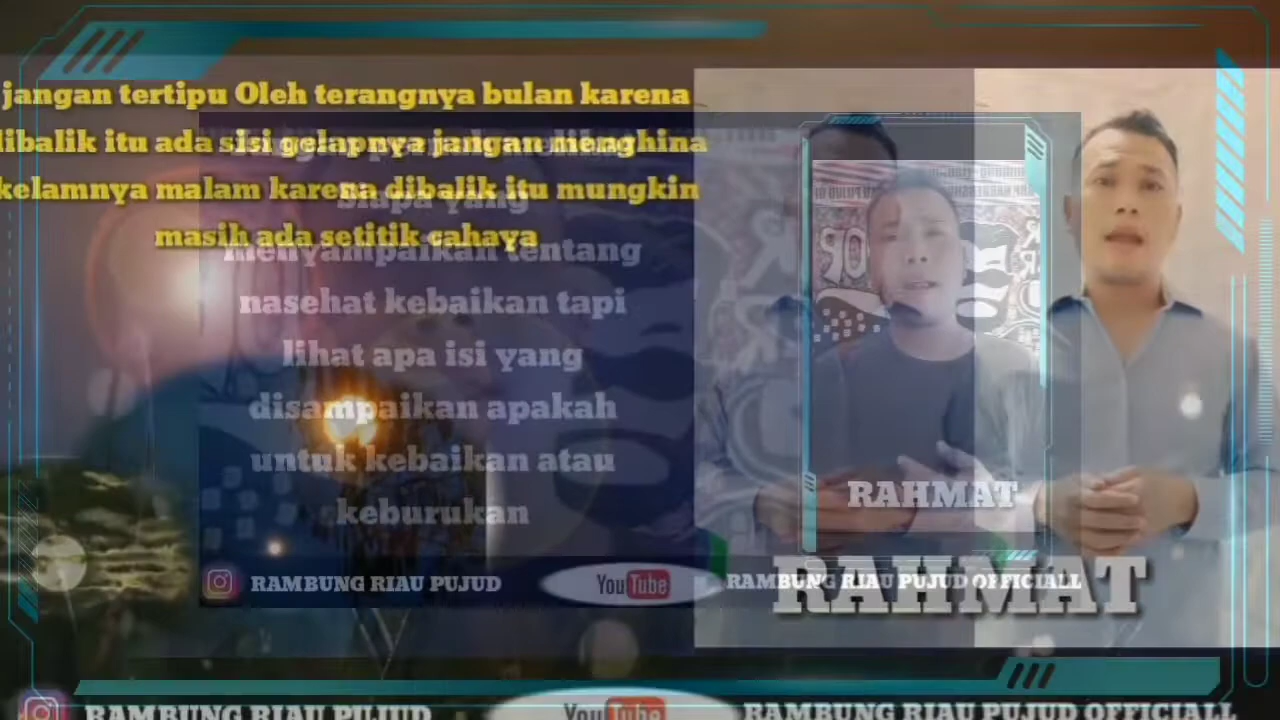 jangan tertipu Oleh terangnya bulan karena
dibalik itu ada sisi gelapnya jangan menghina
kelamnya malam karena dibalik itu mungkin
masih ada setitik cahaya
siapa yang
menyampaikan tentang
nasehat kebaikan tapi
lihat apa isi yang
disampaikan apakah
untuk kebaikan atau
keburukan
OP
RAHMAT
RAHMAT
RAMBUNG RIAU PUJUD
YouTube
RAMBUNG RIAU PUJUD OFFICIALL
RAMBUNG RIAU PUJUD
YouTube
RAMBUNG RIAU PUJUD OFFICIALL